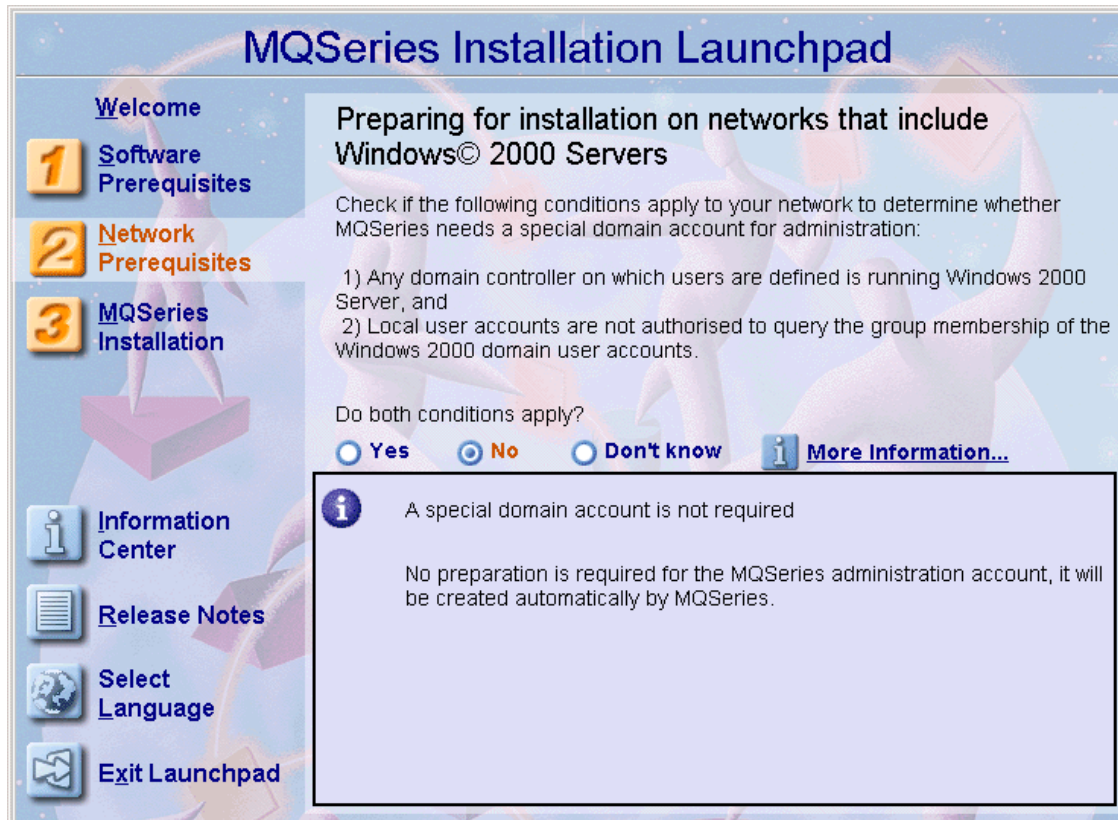 MQSeries Installation Launchpad
Welcome
1
Software
Prerequisites
2
Network
Prerequisites
3
MQSeries
Installation
Information
Center
Release Notes
Select
Language
Exit Launchpad
Preparing for installation on networks that include
Windows© 2000 Servers
Check if the following conditions apply to your network to determine whether
MQSeries needs a special domain account for administration:
1) Any domain controller on which users are defined is running Windows 2000
Server, and
2) Local user accounts are not authorised to query the group membership of the
Windows 2000 domain user accounts.
Do both conditions apply?
Yes No Don't know i More Information...
A special domain account is not required
No preparation is required for the MQSeries administration account, it will
be created automatically by MQSeries.